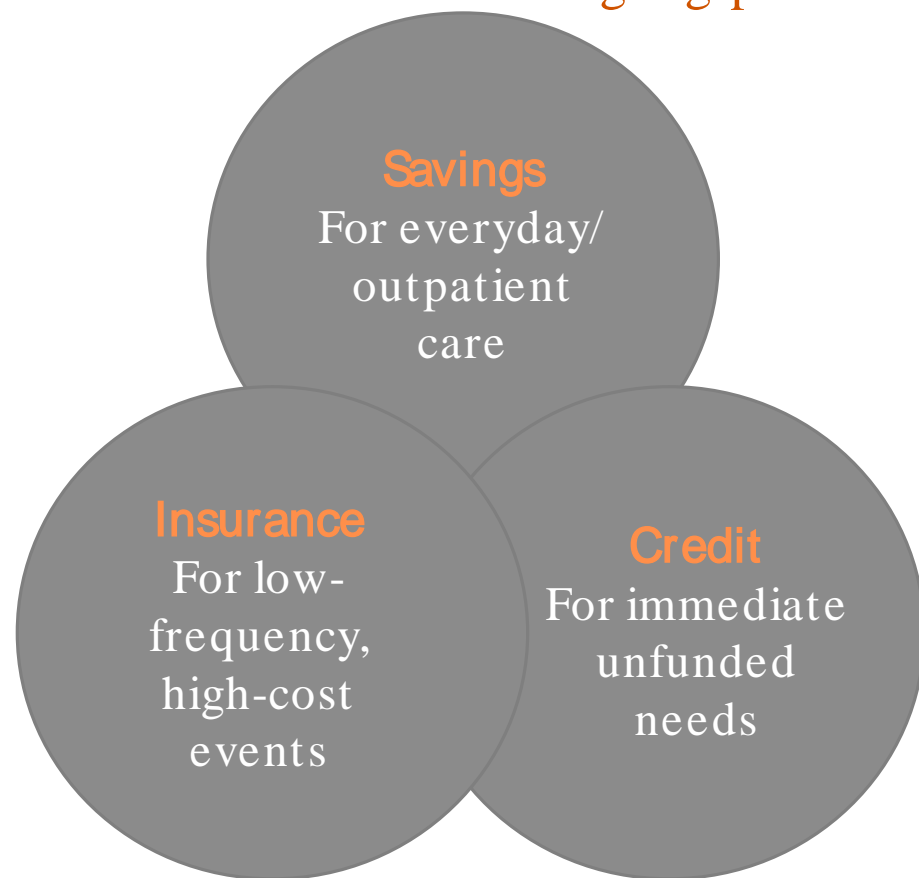 Savings
For everyday/
outpatient
care
Insurance
For low-
frequency,
high-cost
events
Credit
For immediate
unfunded
needs